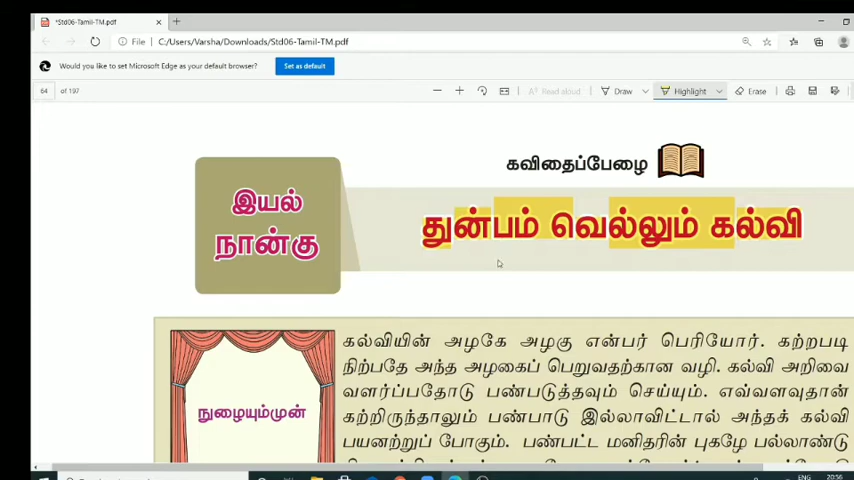 *Std06-Tamil-TM.pdf
File C:/Users/Varsha/Downloads/Std06-Tamil-TM.pdf
Would you like to set Microsoft Edge as your default browser? Set as default
64 of 197 Read aloud Draw Highlight Erase
கவிதைப்பேழை
இயல்
நான்கு
துன்பம் வெல்லும் கல்வி
நுழையும்முன்
கல்வியின் அழகே அழகு என்பர் பெரியோர். கற்றபடி
நிற்பதே அந்த அழகைப் பெறுவதற்கான வழி. கல்வி அறிவை
வளர்ப்பதோடு பண்படுத்தவும் செய்யும். எவ்வளவுதான்
கற்றிருந்தாலும் பண்பாடு இல்லாவிட்டால் அந்தக் கல்வி
பயனற்றுப் போகும். பண்பட்ட மனிதரின் புகழே பல்லாண்டு
ENG 20:56